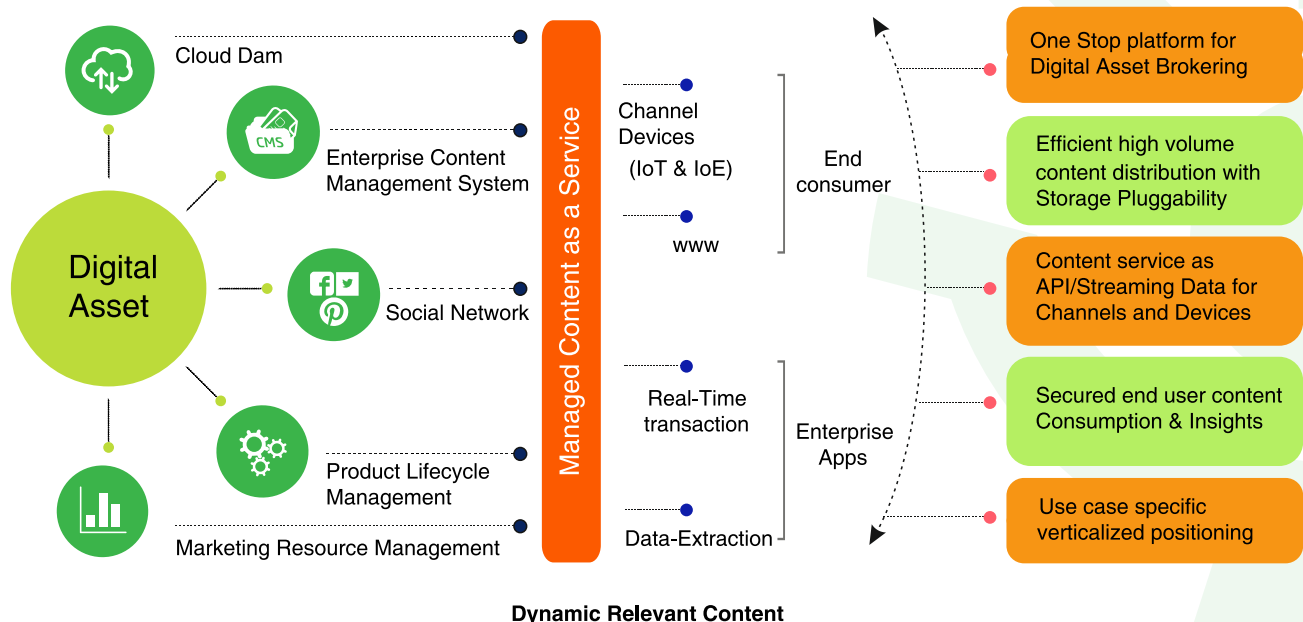 Cloud Dam
CMS
Enterprise Content
Management System
Digital
Asset
Social Network
Product Lifecycle
Management
Marketing Resource Management
Managed Content as a Service
Channel
Devices
(IoT & IoE)
www
End
consumer
Real-Time
transaction
Enterprise
Apps
Data-Extraction
One Stop platform for
Digital Asset Brokering
Efficient high volume
content distribution with
Storage Pluggability
Content service as
API/Streaming Data for
Channels and Devices
Secured end user content
Consumption & Insights
Use case specific
verticalized positioning
Dynamic Relevant Content